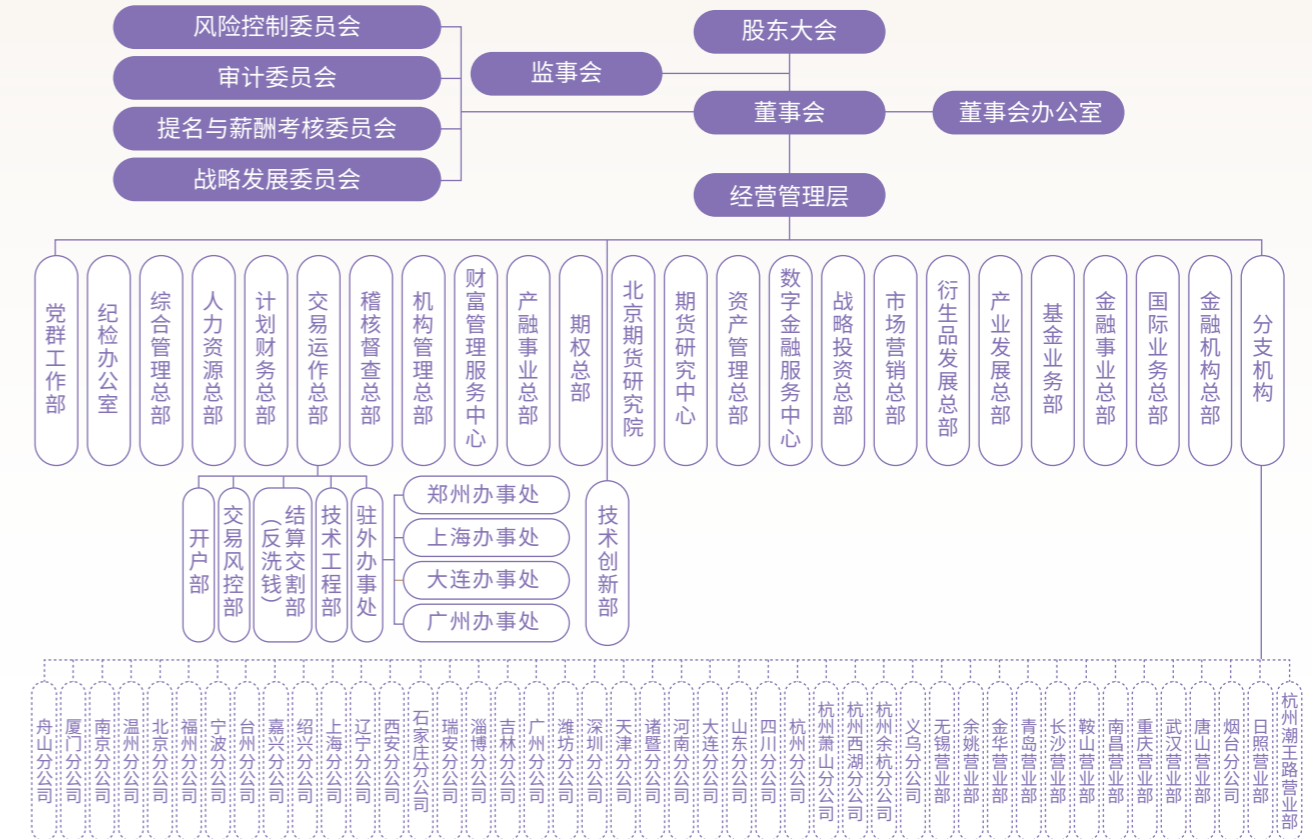 风险控制委员会
审计委员会
提名与薪酬考核委员会
战略发展委员会
监事会
股东大会
董事会
董事会办公室
经营管理层
党群工作部
纪检办公室
综合管理总部
人力资源总部
计划财务总部
交易运作总部
稽核督查总部
机构管理总部
财富管理服务中心
产融事业总部
期权总部
北京期货研究院
期货研究中心
资产管理总部
数字金融服务中心
战略投资总部
市场营销总部
衍生品发展总部
产业发展总部
基金业务部
金融事业总部
国际业务总部
金融机构总部
分支机构
开户部
交易风控部
结算交割部
（反洗钱）
技术工程部
驻外办事处
郑州办事处
上海办事处
大连办事处
广州办事处
技术创新部
舟山分公司
厦门分公司
南京分公司
温州分公司
北京分公司
福州分公司
宁波分公司
台州分公司
嘉兴分公司
绍兴分公司
上海分公司
辽宁分公司
西安分公司
石家庄分公司
瑞安分公司
淄博分公司
吉林分公司
广州分公司
潍坊分公司
深圳分公司
天津分公司
诸暨分公司
河南分公司
大连分公司
山东分公司
四川分公司
杭州分公司
杭州萧山分公司
杭州西湖分公司
杭州余杭分公司
义乌分公司
无锡营业部
余姚营业部
金华营业部
青岛营业部
长沙营业部
鞍山营业部
南昌营业部
重庆营业部
武汉营业部
唐山营业部
烟台分公司
日照营业部
杭州潮王路营业部